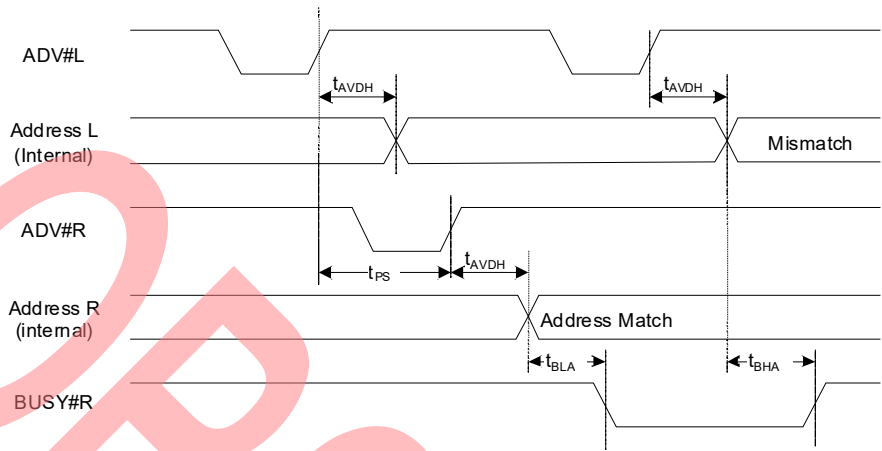 ADV#L
tAVDH
tAVDH
Address L
(Internal)
Mismatch
ADV#R
tPS
tAVDH
Address R
(internal)
Address Match
tBLA
tBHA
BUSY#R